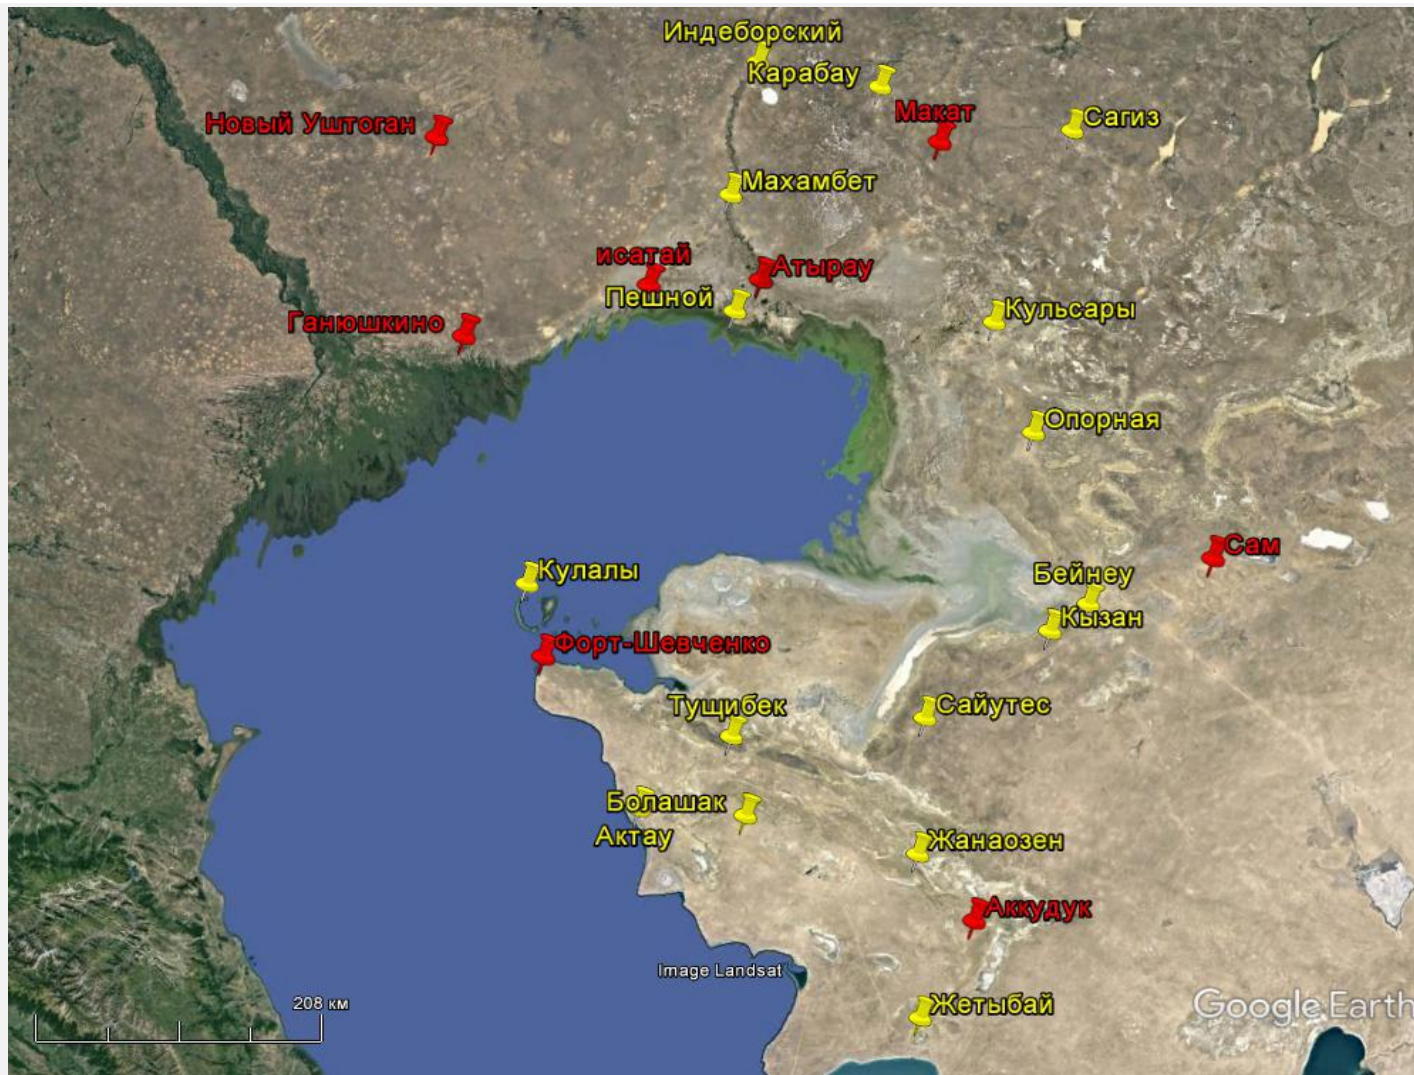 Индеборский
Карабау
Макат
Сагиз
Новый Уштоган
Махамбет
исатай
Атырау
Пешной
Кульсары
Ганюшкино
Опорная
Сам
Кулалы
Бейнеу
Кызан
Форт-Шевченко
Тущибек
Сайутес
Болашак
Актау
Жанаозен
Аккудук
Image Landsat
208 км
Жетыбай
Google Earth